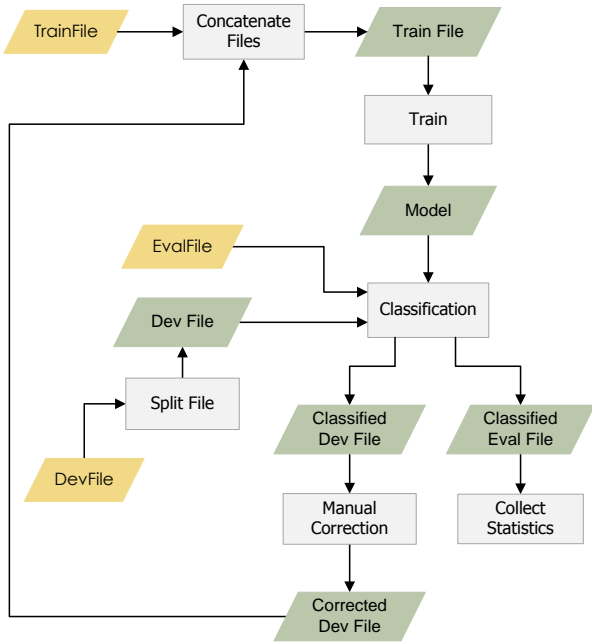 TrainFile
Concatenate
Files
Train File
Train
Model
EvalFile
Classification
Dev File
Split File
DevFile
Classified
Dev File
Classified
Eval File
Manual
Correction
Collect
Statistics
Corrected
Dev File